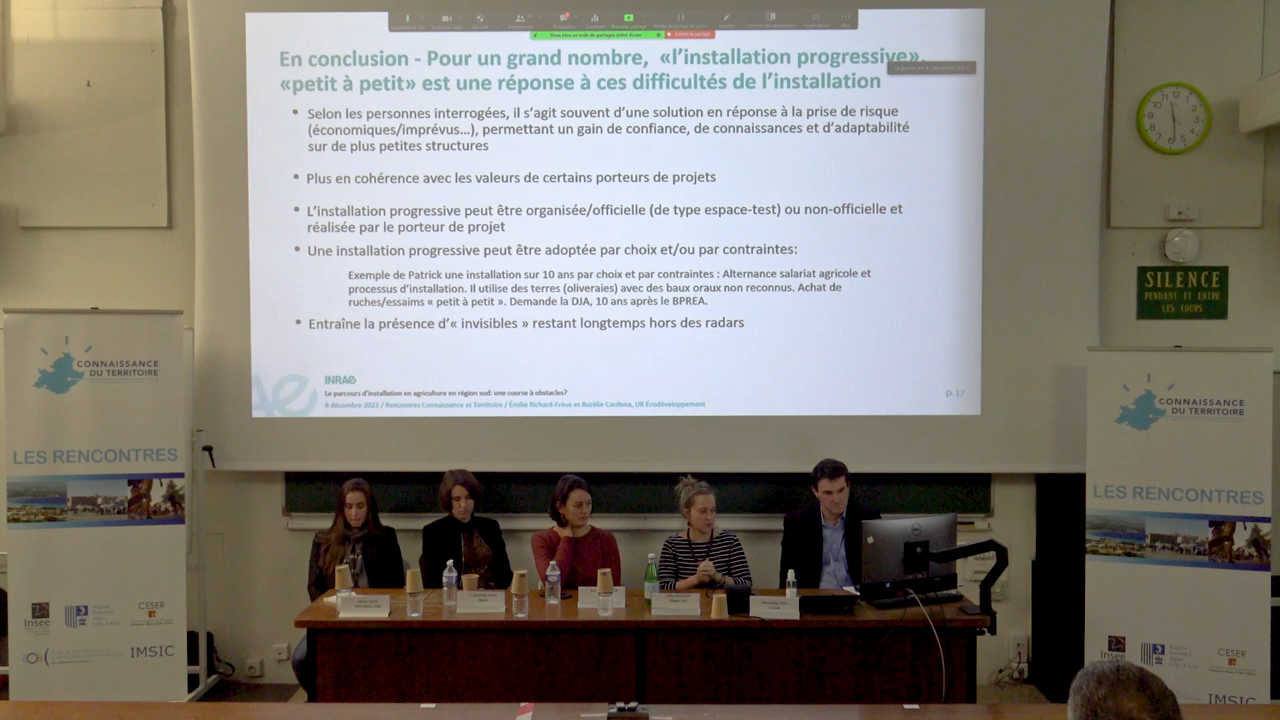 En conclusion - Pour un grand nombre, «l'installation progressive»,
«petit à petit» est une réponse à ces difficultés de l'installation
• Selon les personnes interrogées, il s'agit souvent d'une solution en réponse à la prise de risque
(économiques/imprévus...), permettant un gain de confiance, de connaissances et d'adaptabilité
sur de plus petites structures
• Plus en cohérence avec les valeurs de certains porteurs de projets
• L'installation progressive peut être organisée/officielle (de type espace-test) ou non-officielle et
réalisée par le porteur de projet
• Une installation progressive peut être adoptée par choix et/ou par contraintes:
Exemple de Patrick une installation sur 10 ans par choix et par contraintes : Alternance salariat agricole et
processus d'installation. Il utilise des terres (oliveraies) avec des baux oraux non reconnus. Achat de
ruches/essaims « petit à petit ». Demande la DJA, 10 ans après le BPREA.
• Entraîne la présence d'« invisibles » restant longtemps hors des radars
INRAE
Le parcours d'installation en agriculture en région sud: une course à obstacles?
8 décembre 2022 / Rencontres Connaissance et Territoire / Émilie Richard-Frève et Aurélie Cardona, UR Écodéveloppement
p. 17
SILENCE
PENDANT ET ENTRE
LES COURS
CONNAISSANCE
DU TERRITOIRE
LES RENCONTRES
Insee
CESER
IMSIC
CONNAISSANCE
DU TERRITOIRE
LES RENCONTRES
Insee
CESER
IMSIC
DELL